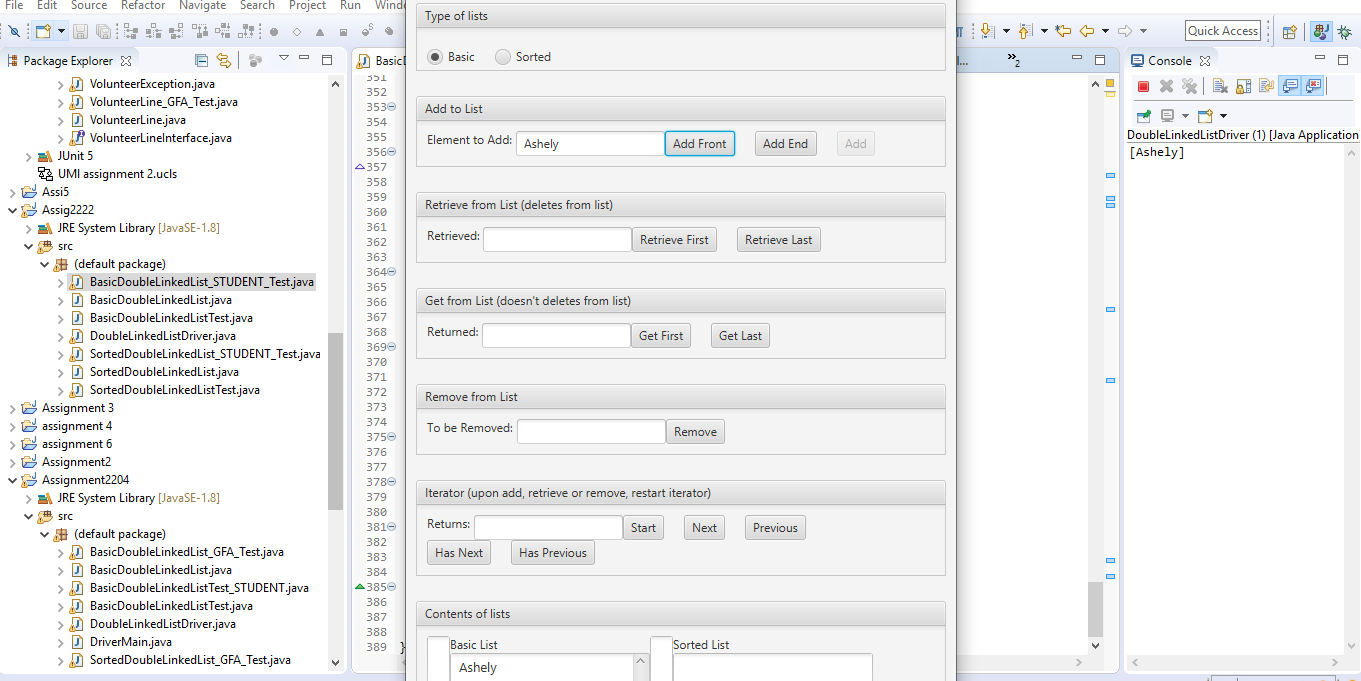 File Edit Source Refactor Navigate Search Project Run Windo
Quick Access
Package Explorer
VolunteerException.java
VolunteerLine_GFA_Test.java
VolunteerLine.java
VolunteerLineInterface.java
JUnit 5
UMI assignment 2.ucls
Assi5
Assig2222
JRE System Library [JavaSE-1.8]
src
(default package)
BasicDoubleLinkedList_STUDENT_Test.java
BasicDoubleLinkedList.java
BasicDoubleLinkedListTest.java
DoubleLinkedListDriver.java
SortedDoubleLinkedList_STUDENT_Test.java
SortedDoubleLinkedList.java
SortedDoubleLinkedListTest.java
Assignment 3
assignment 4
assignment 6
Assignment2
Assignment2204
JRE System Library [JavaSE-1.8]
src
(default package)
BasicDoubleLinkedList_GFA_Test.java
BasicDoubleLinkedList.java
BasicDoubleLinkedListTest_STUDENT.java
BasicDoubleLinkedListTest.java
DoubleLinkedListDriver.java
DriverMain.java
SortedDoubleLinkedList_GFA_Test.java
BasicD
351
352
353
354
355
356
357
358
359
360
361
362
363
364
365
366
367
368
369
370
371
372
373
374
375
376
377
378
379
380
381
382
383
384
385
386
387
388
389 }
Type of lists
Basic Sorted
Add to List
Element to Add: Ashely Add Front Add End Add
Retrieve from List (deletes from list)
Retrieved: Retrieve First Retrieve Last
Get from List (doesn't deletes from list)
Returned: Get First Get Last
Remove from List
To be Removed: Remove
Iterator (upon add, retrieve or remove, restart iterator)
Returns: Start Next Previous
Has Next Has Previous
Contents of lists
Basic List Sorted List
Ashely
... »2
Console
DoubleLinkedListDriver (1) [Java Application
[Ashely]